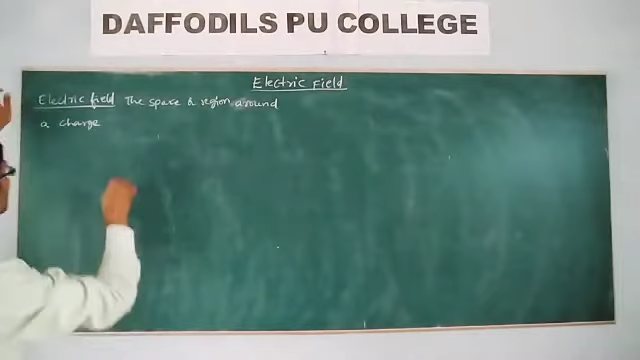 DAFFODILS PU COLLEGE
Electric Field
Electric field The space & region around
a charge